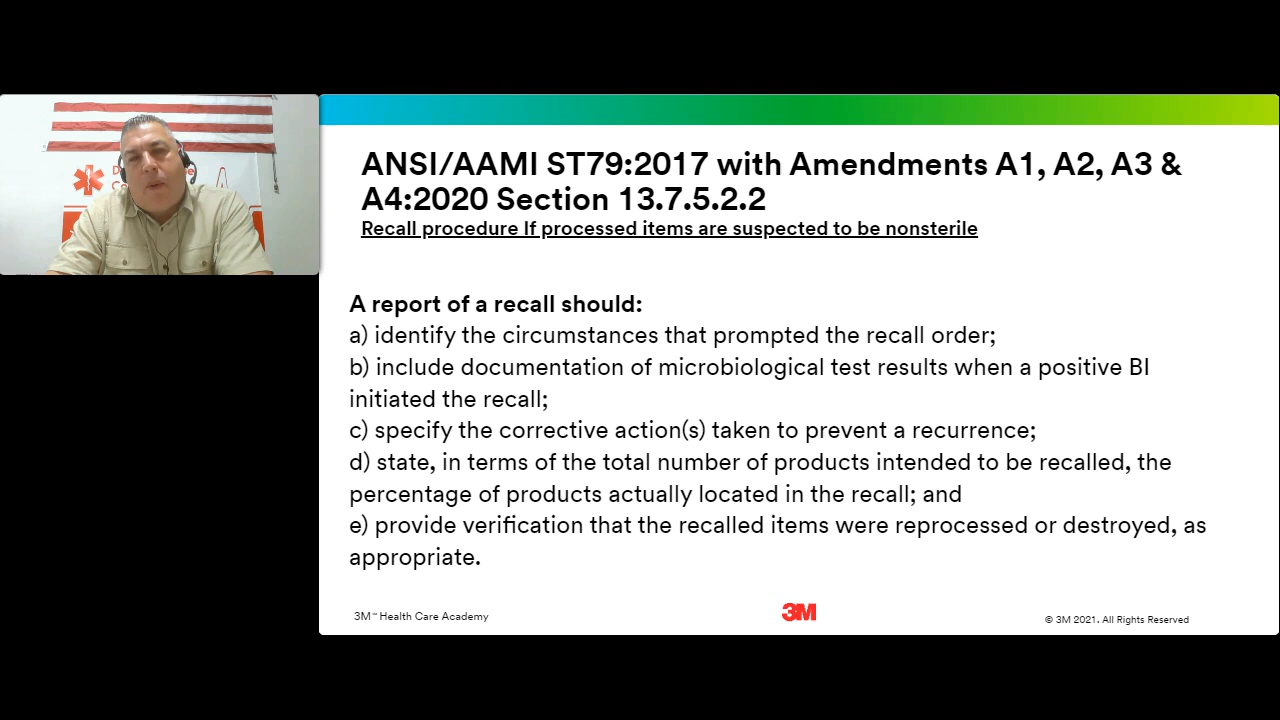 ANSI/AAMI ST79:2017 with Amendments A1, A2, A3 &
A4:2020 Section 13.7.5.2.2
Recall procedure If processed items are suspected to be nonsterile
A report of a recall should:
a) identify the circumstances that prompted the recall order;
b) include documentation of microbiological test results when a positive BI
initiated the recall;
c) specify the corrective action(s) taken to prevent a recurrence;
d) state, in terms of the total number of products intended to be recalled, the
percentage of products actually located in the recall; and
e) provide verification that the recalled items were reprocessed or destroyed, as
appropriate.
3M™ Health Care Academy
3M
© 3M 2021. All Rights Reserved